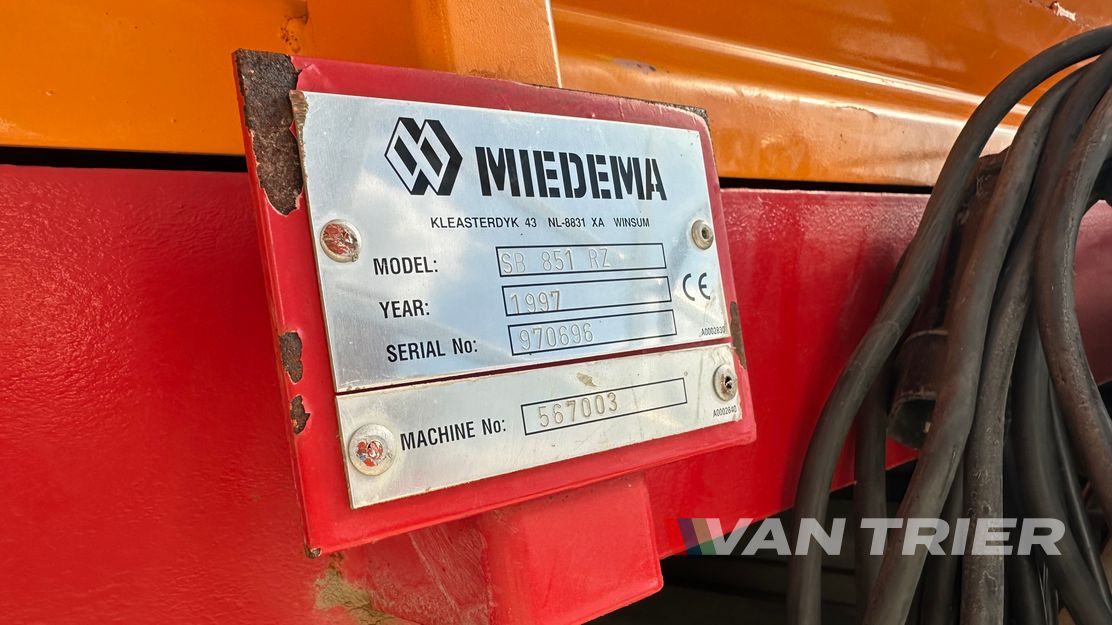 MIEDEMA
KLEASTERDYK 43 NL-8831 XA WINSUM
MODEL: SB 851 RZ
YEAR: 1997
CE
SERIAL No: 970696
A0002830
MACHINE No: 567003
A0002840
VAN TRIER